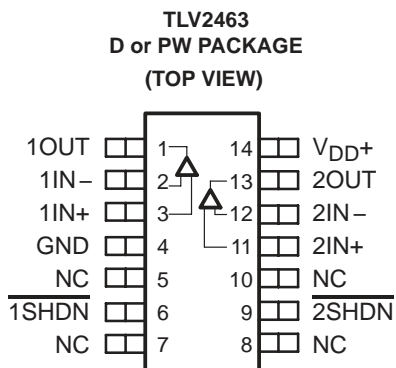 TLV2463
D or PW PACKAGE
(TOP VIEW)
1OUT 1 14 VDD+
1IN− 2 13 2OUT
1IN+ 3 12 2IN−
GND 4 11 2IN+
NC 5 10 NC
1SHDN 6 9 2SHDN
NC 7 8 NC